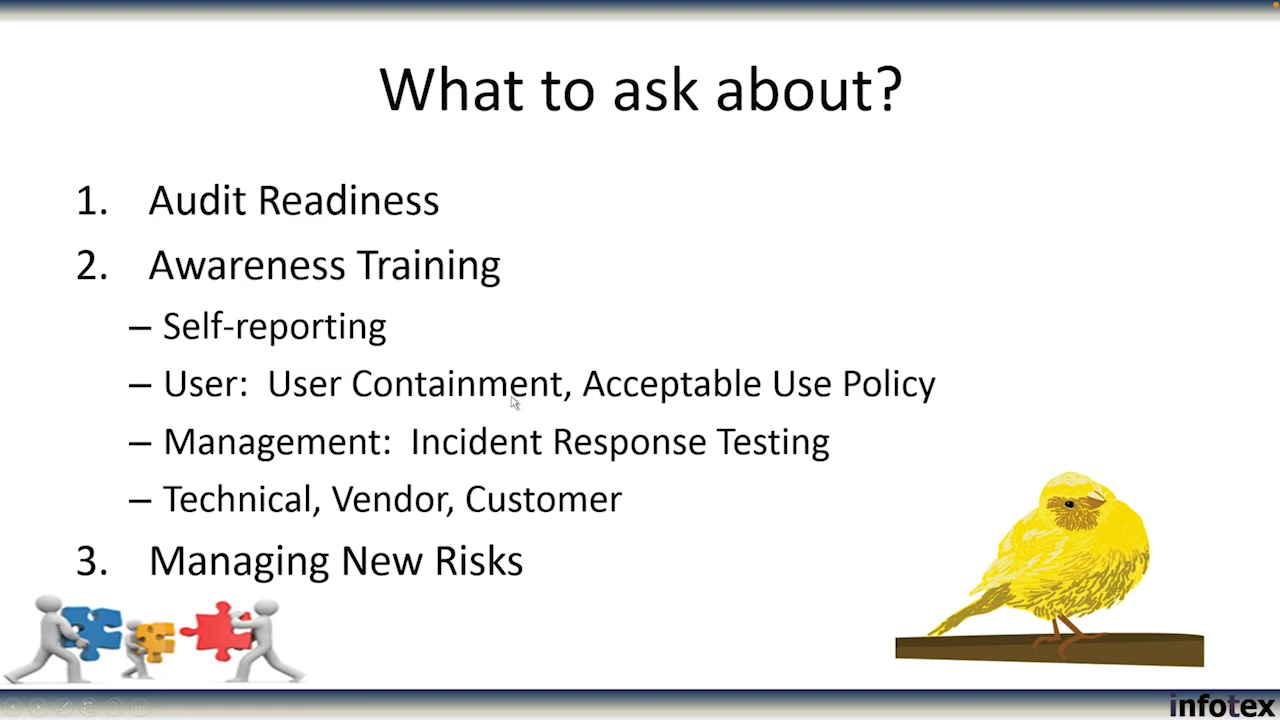 What to ask about?
1. Audit Readiness
2. Awareness Training
– Self-reporting
– User: User Containment, Acceptable Use Policy
– Management: Incident Response Testing
– Technical, Vendor, Customer
3. Managing New Risks
infotex